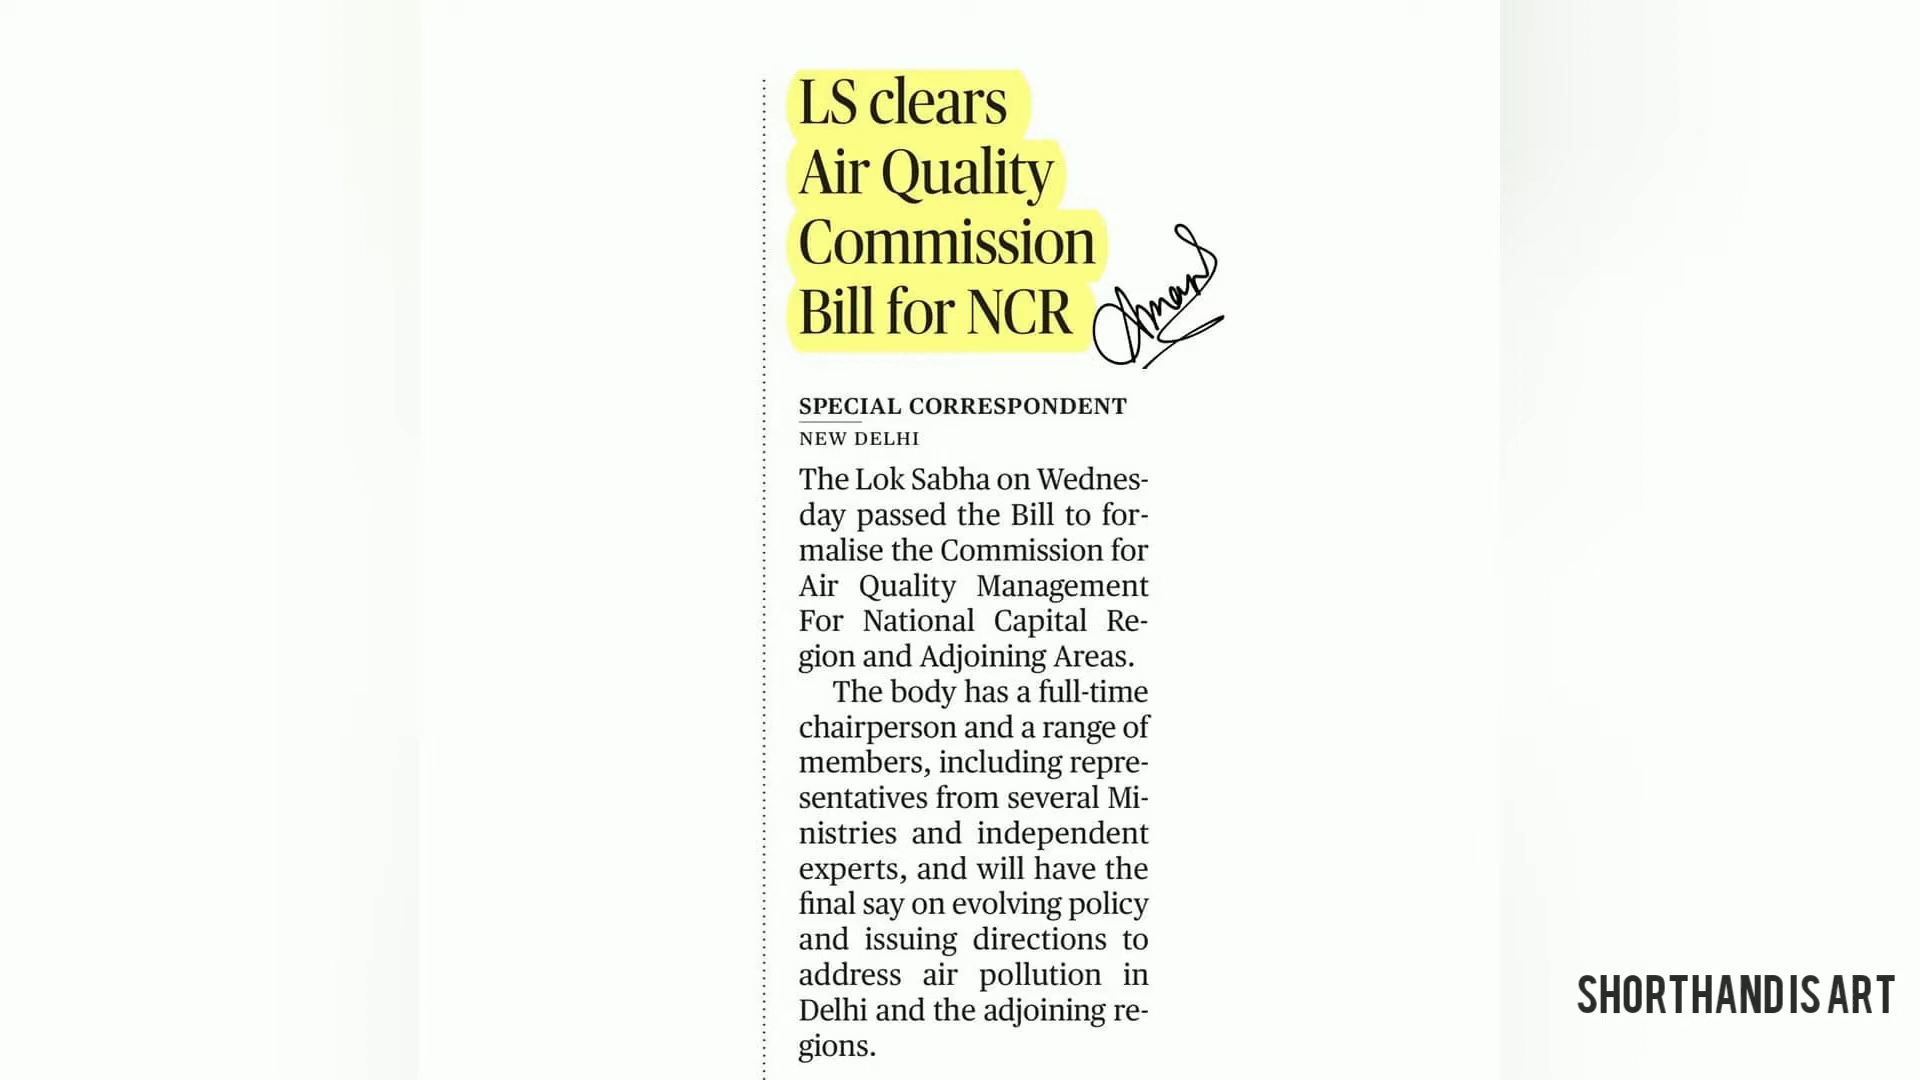 LS clears
Air Quality
Commission
Bill for NCR
Aman
SPECIAL CORRESPONDENT
NEW DELHI
The Lok Sabha on Wednes-
day passed the Bill to for-
malise the Commission for
Air Quality Management
For National Capital Re-
gion and Adjoining Areas.
The body has a full-time
chairperson and a range of
members, including repre-
sentatives from several Mi-
nistries and independent
experts, and will have the
final say on evolving policy
and issuing directions to
address air pollution in
Delhi and the adjoining re-
gions.
SHORTHAND IS ART